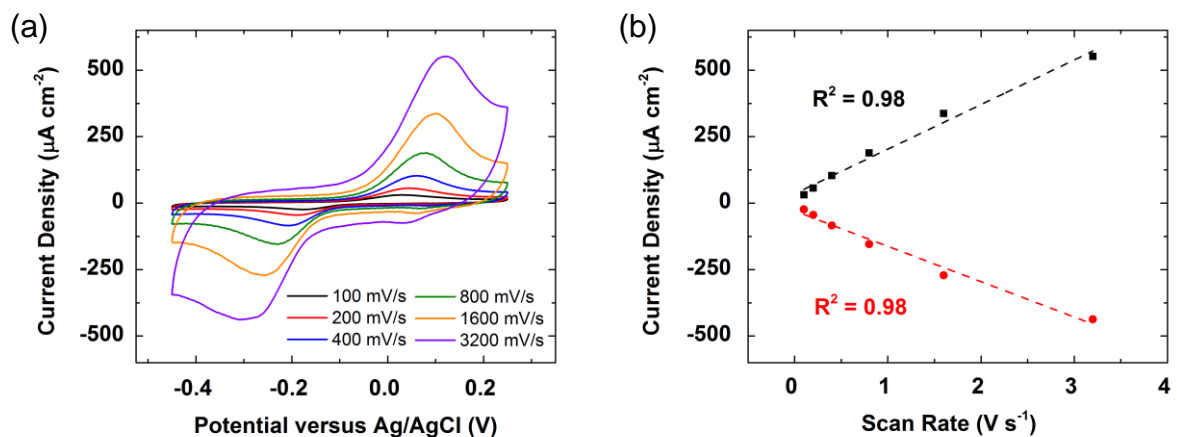 (a)
Current Density (µA cm⁻²)
500
250
0
-250
-500
100 mV/s
200 mV/s
400 mV/s
800 mV/s
1600 mV/s
3200 mV/s
-0.4
-0.2
0.0
0.2
Potential versus Ag/AgCl (V)
(b)
Current Density (µA cm⁻²)
500
250
0
-250
-500
R² = 0.98
R² = 0.98
0
1
2
3
4
Scan Rate (V s⁻¹)